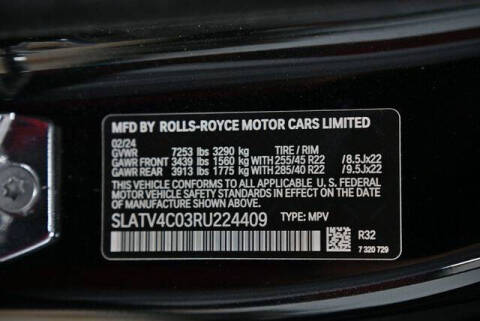 MFD BY ROLLS-ROYCE MOTOR CARS LIMITED
02/24
GVWR 7253 lbs 3290 kg TIRE / RIM
GAWR FRONT 3439 lbs 1560 kg WITH 255/45 R22 /8.5Jx22
GAWR REAR 3913 lbs 1775 kg WITH 285/40 R22 /9.5Jx22
THIS VEHICLE CONFORMS TO ALL APPLICABLE U.S. FEDERAL MOTOR
VEHICLE SAFETY STANDARDS IN EFFECT ON THE DATE OF
MANUFACTURE SHOWN ABOVE.
SLATV4C03RU224409 TYPE: MPV
R32
7 320 729